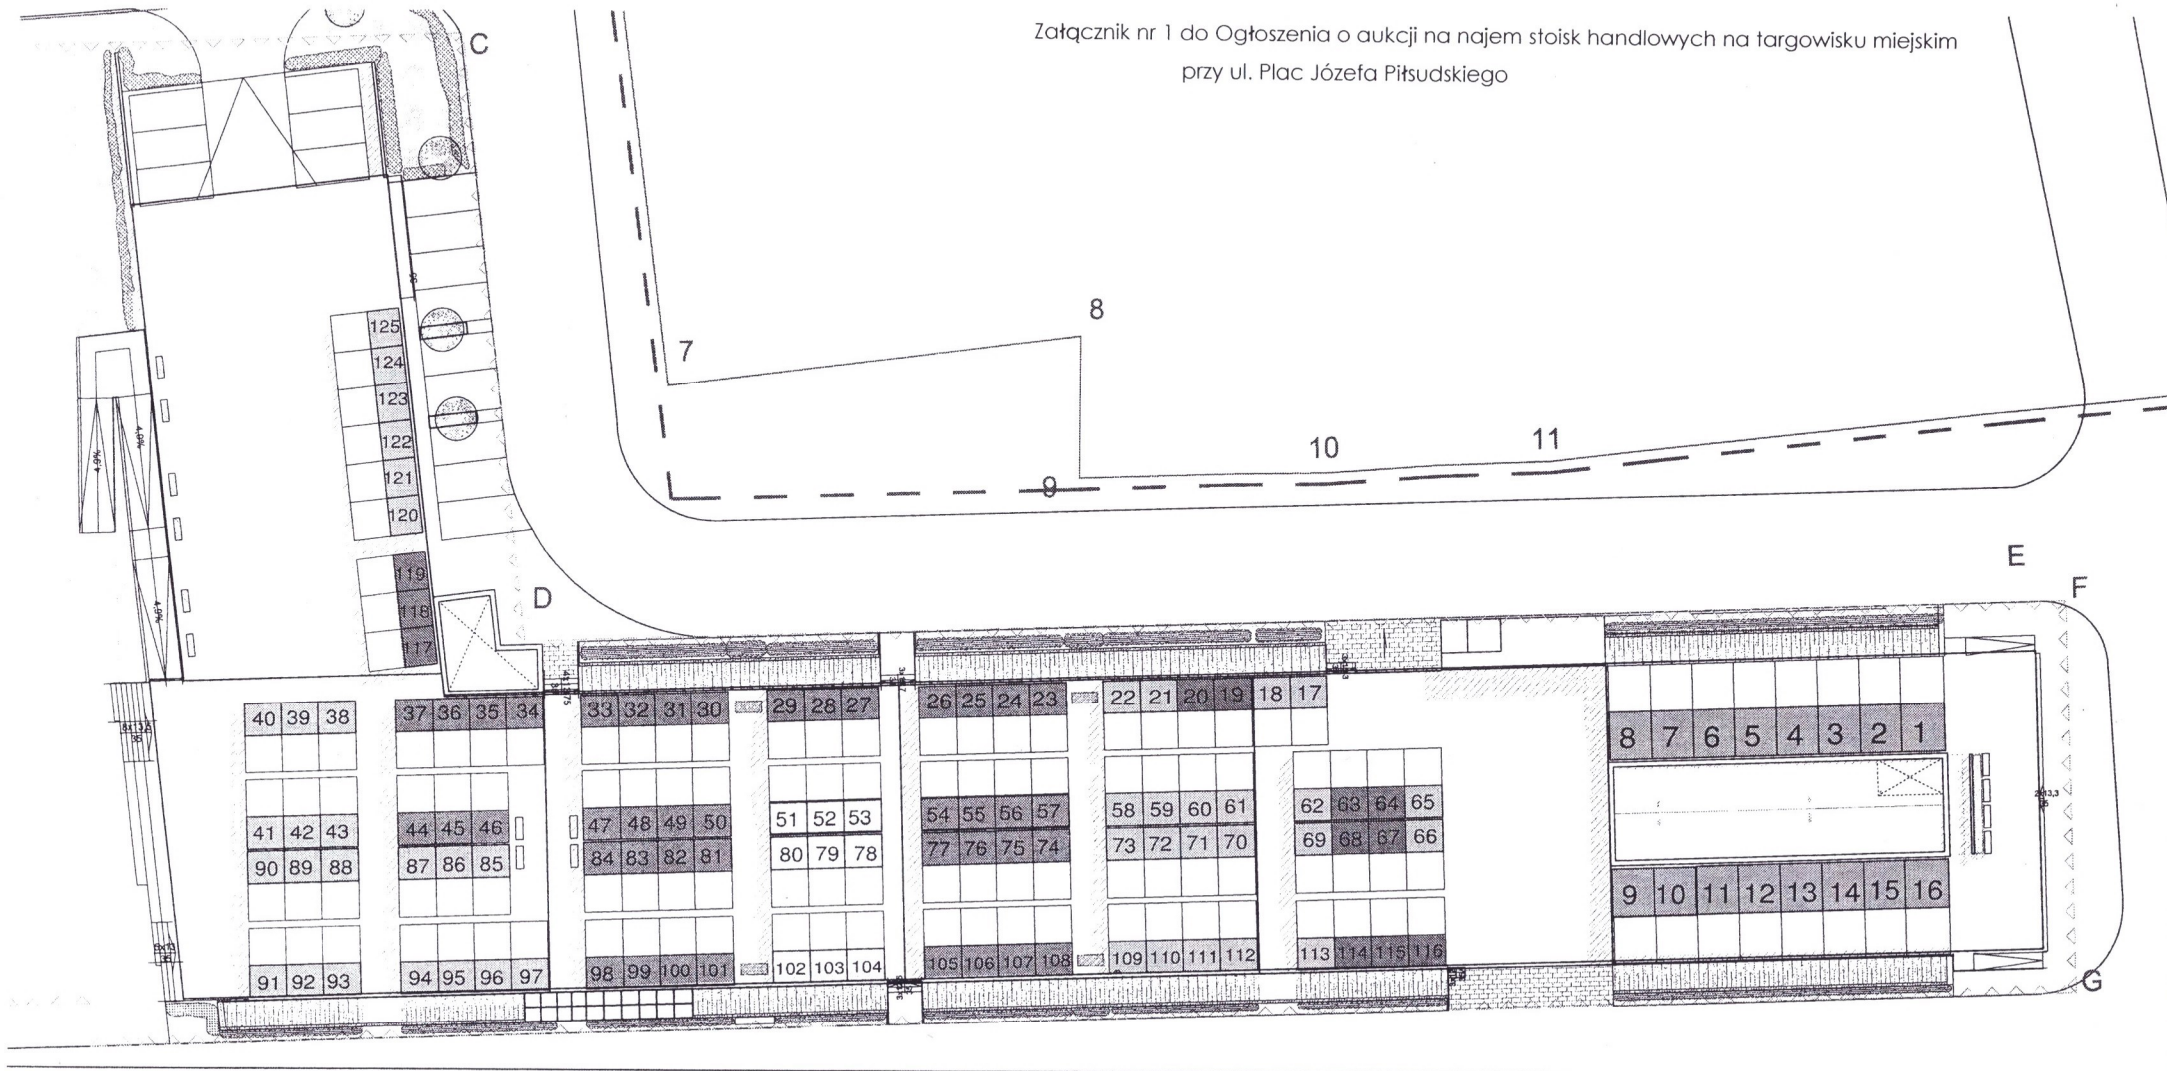 Załącznik nr 1 do Ogłoszenia o aukcji na najem stoisk handlowych na targowisku miejskim
przy ul. Plac Józefa Piłsudskiego
C
8
7
10
11
9
125
124
123
122
121
120
119
118
117
4,9%
4,9%
4,9%
D
E
F
G
40 39 38
37 36 35 34
33 32 31 30
29 28 27
26 25 24 23
22 21 20 19 18 17
8 7 6 5 4 3 2 1
41 42 43
44 45 46
47 48 49 50
51 52 53
54 55 56 57
58 59 60 61
62 63 64 65
90 89 88
87 86 85
84 83 82 81
80 79 78
77 76 75 74
73 72 71 70
69 68 67 66
9 10 11 12 13 14 15 16
91 92 93
94 95 96 97
98 99 100 101
102 103 104
105 106 107 108
109 110 111 112
113 114 115 116